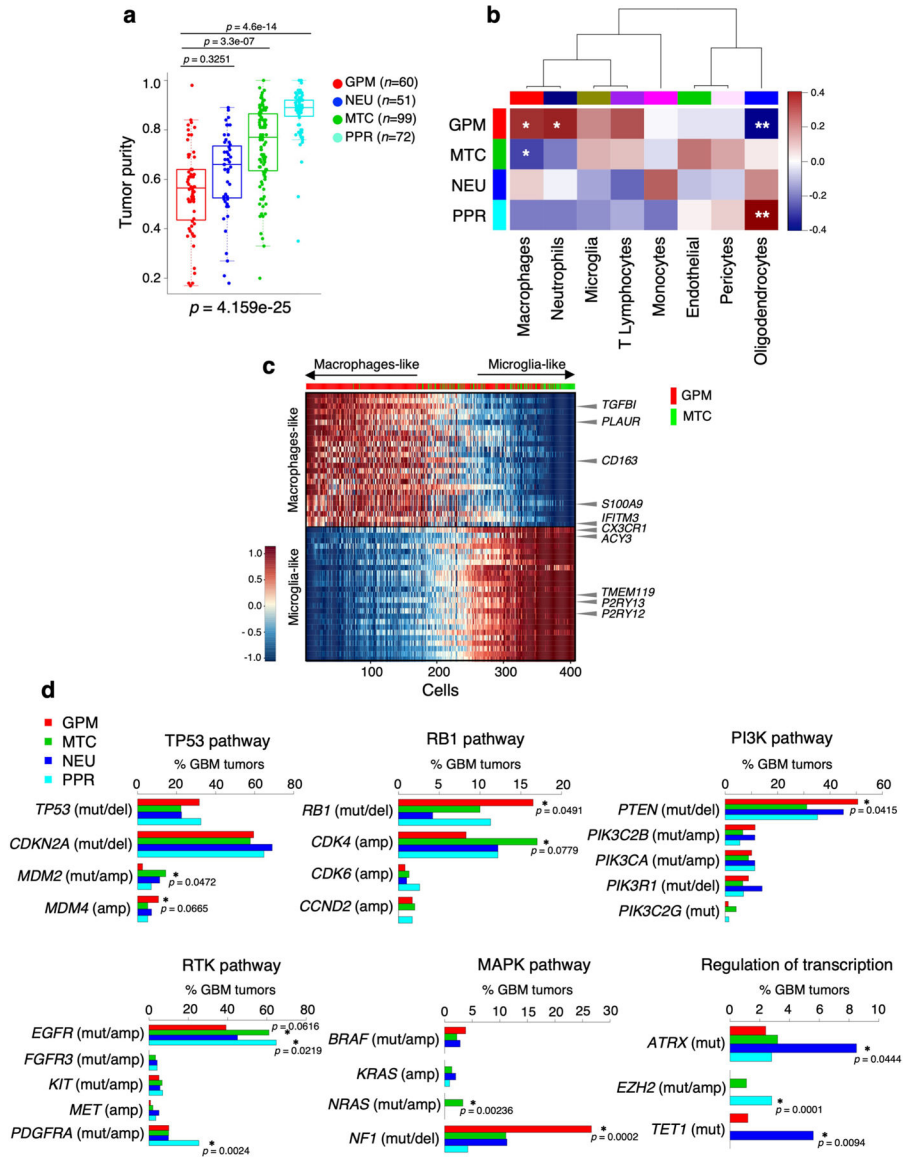 a
p = 4.6e-14
p = 3.3e-07
p = 0.3251
GPM (n=60)
NEU (n=51)
MTC (n=99)
PPR (n=72)
Tumor purity
1.0
0.8
0.6
0.4
0.2
p = 4.159e-25
b
GPM
MTC
NEU
PPR
* * **
*
**
0.4
0.2
0.0
-0.2
-0.4
Macrophages
Neutrophils
Microglia
T Lymphocytes
Monocytes
Endothelial
Pericytes
Oligodendrocytes
c
Macrophages-like
Microglia-like
GPM
MTC
Macrophages-like
Microglia-like
TGFBI
PLAUR
CD163
S100A9
IFITM3
CX3CR1
ACY3
TMEM119
P2RY13
P2RY12
1.0
0.5
0
- 0.5
-1.0
100 200 300 400
Cells
d
GPM
MTC
NEU
PPR
TP53 pathway
% GBM tumors
0 20 40 60 80
TP53 (mut/del)
CDKN2A (mut/del)
MDM2 (mut/amp)
* p = 0.0472
MDM4 (amp)
* p = 0.0665
RB1 pathway
% GBM tumors
0 5 10 15 20
RB1 (mut/del)
* p = 0.0491
CDK4 (amp)
* p = 0.0779
CDK6 (amp)
CCND2 (amp)
PI3K pathway
% GBM tumors
0 20 40 60
PTEN (mut/del)
* p = 0.0415
PIK3C2B (mut/amp)
PIK3CA (mut/amp)
PIK3R1 (mut/del)
PIK3C2G (mut)
RTK pathway
% GBM tumors
0 20 40 60 80
EGFR (mut/amp)
p = 0.0616
*
* p = 0.0219
FGFR3 (mut/amp)
KIT (mut/amp)
MET (amp)
PDGFRA (mut/amp)
* p = 0.0024
MAPK pathway
% GBM tumors
0 5 10 15 20 25 30
BRAF (mut/amp)
KRAS (amp)
NRAS (mut/amp)
* p = 0.00236
NF1 (mut/del)
* p = 0.0002
Regulation of transcription
% GBM tumors
0 2 4 6 8 10
ATRX (mut)
* p = 0.0444
EZH2 (mut/amp)
* p = 0.0001
TET1 (mut)
* p = 0.0094